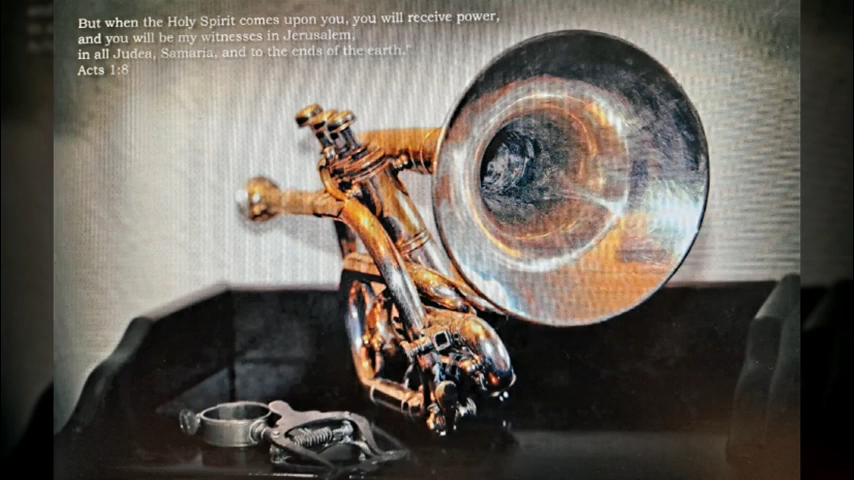 But when the Holy Spirit comes upon you, you will receive power,
and you will be my witnesses in Jerusalem,
in all Judea, Samaria, and to the ends of the earth."
Acts 1:8